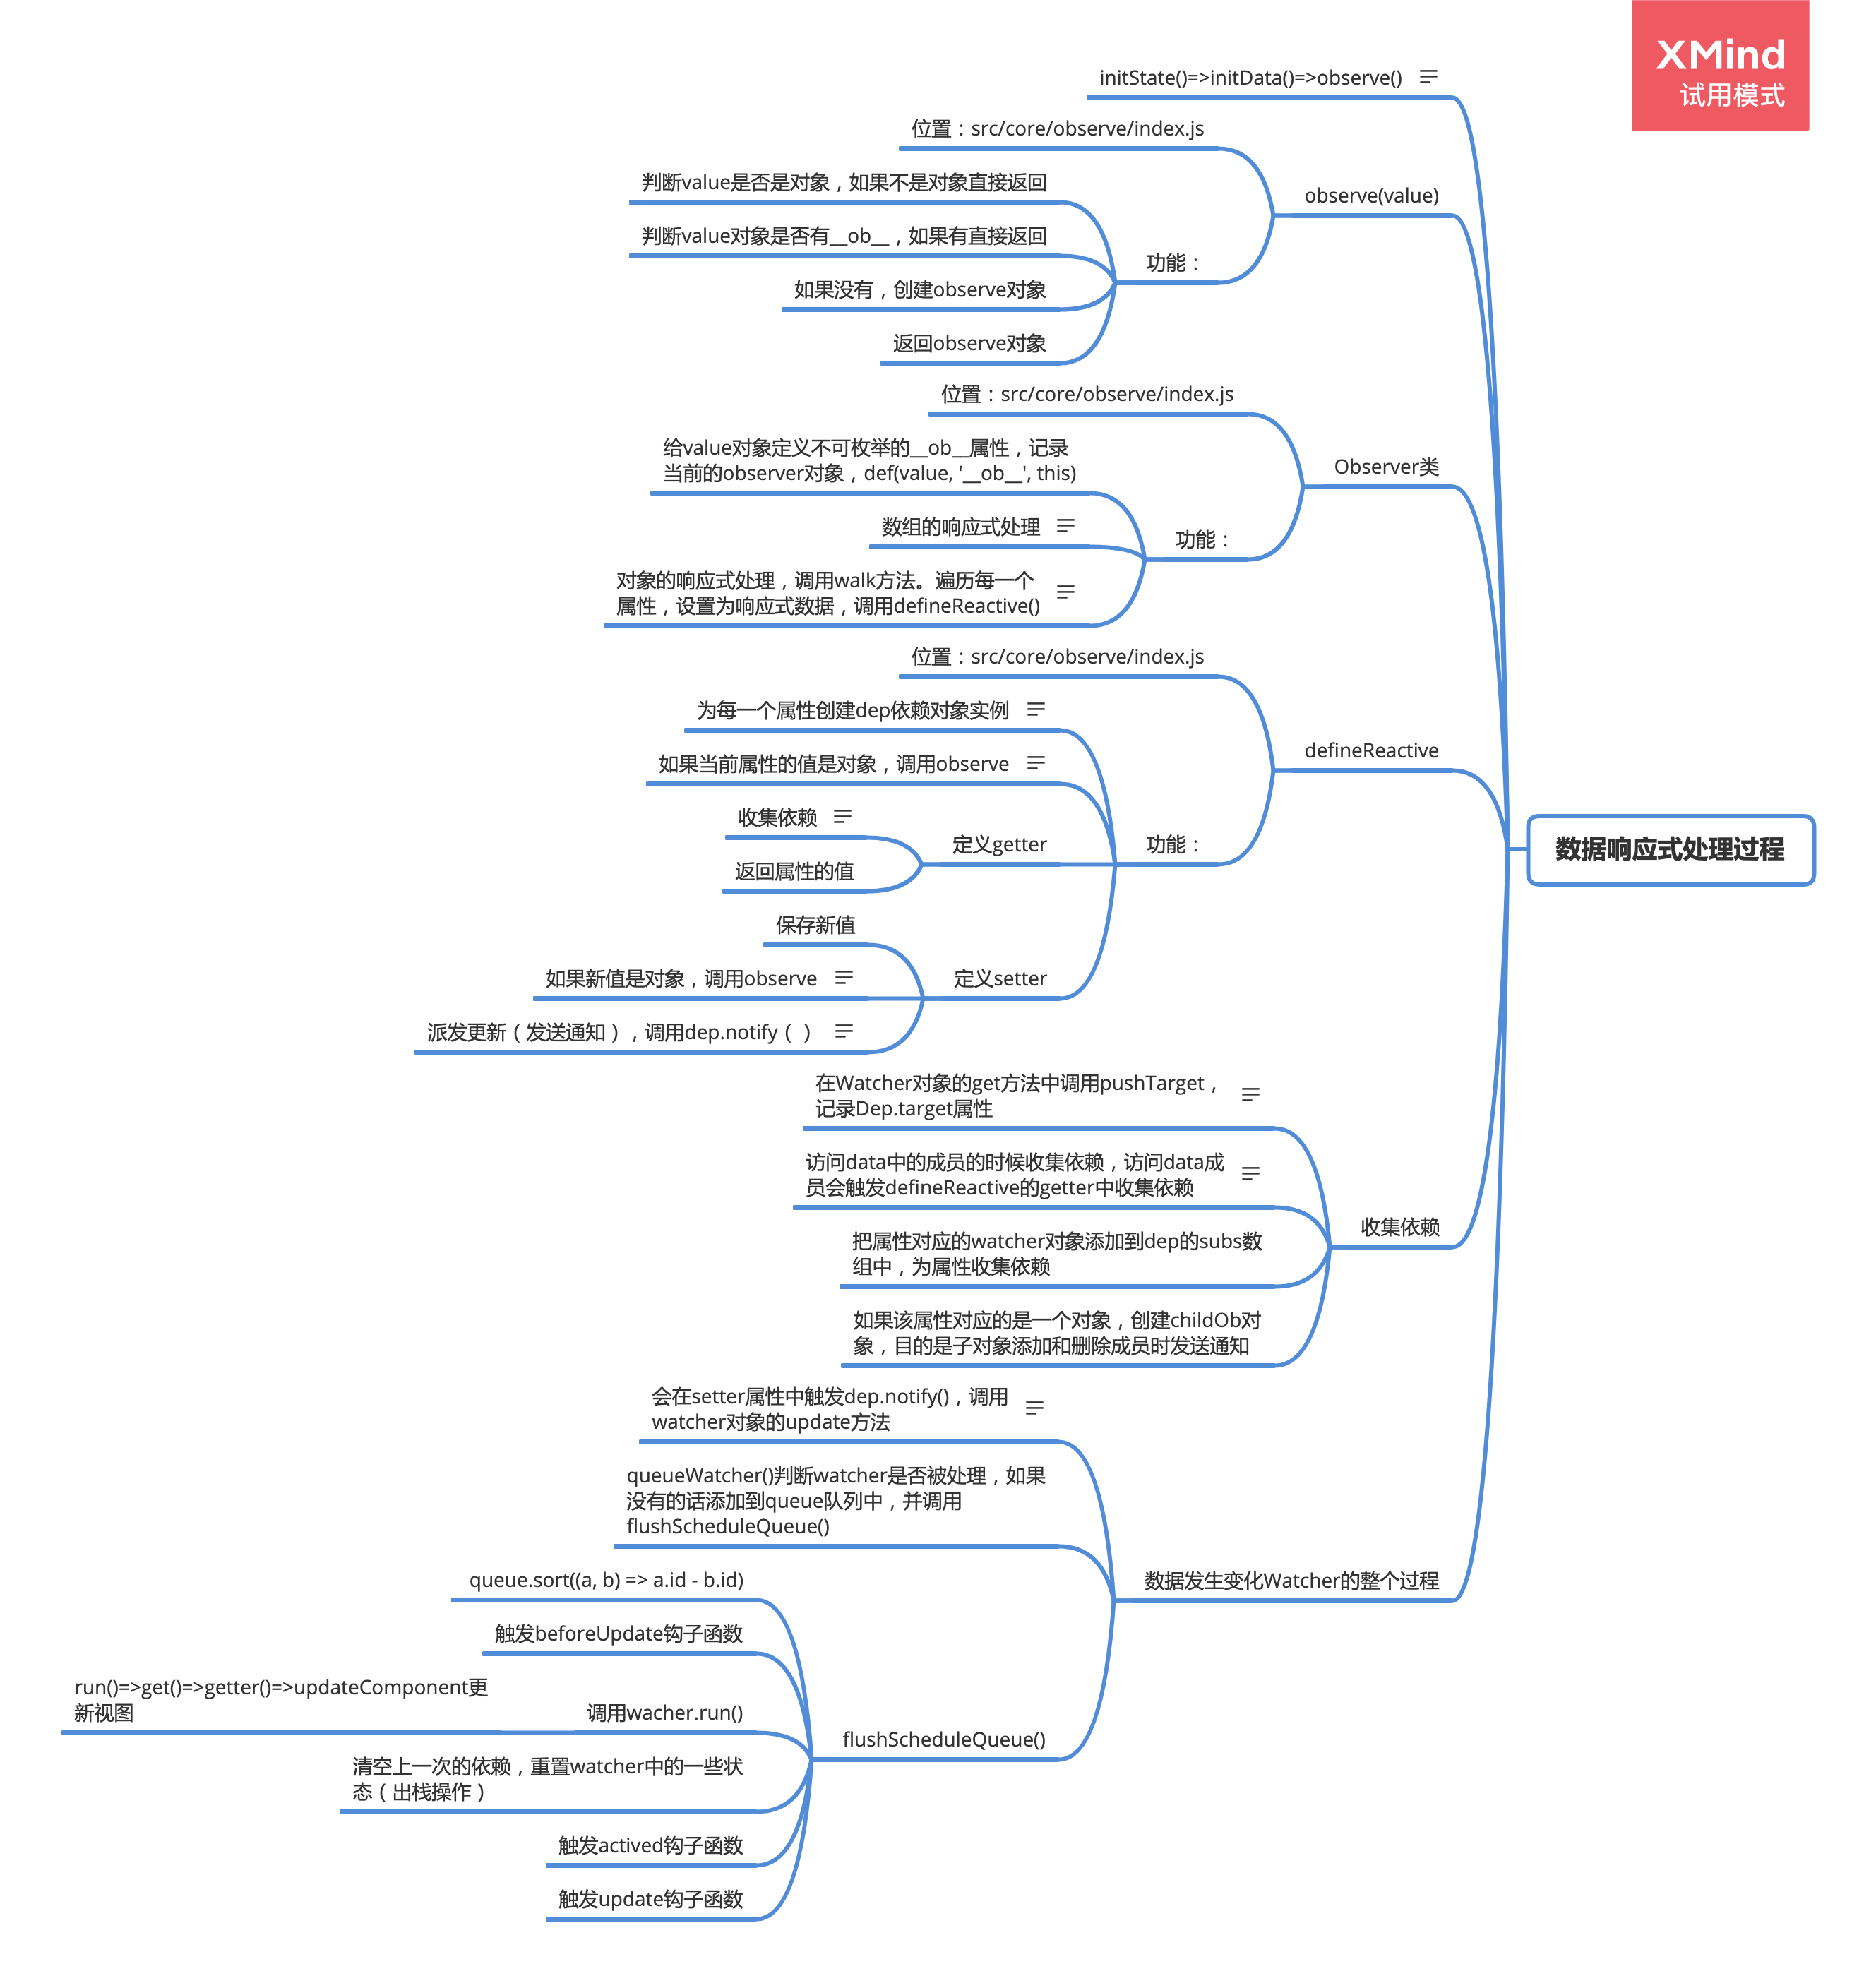 XMind
试用模式
initState()=>initData()=>observe()
位置：src/core/observe/index.js
判断value是否是对象，如果不是对象直接返回
observe(value)
判断value对象是否有__ob__，如果有直接返回
功能：
如果没有，创建observe对象
返回observe对象
位置：src/core/observe/index.js
给value对象定义不可枚举的__ob__属性，记录
当前的observer对象，def(value, '__ob__', this)
Observer类
数组的响应式处理
功能：
对象的响应式处理，调用walk方法。遍历每一个
属性，设置为响应式数据，调用defineReactive()
位置：src/core/observe/index.js
为每一个属性创建dep依赖对象实例
defineReactive
如果当前属性的值是对象，调用observe
收集依赖
定义getter
功能：
返回属性的值
数据响应式处理过程
保存新值
如果新值是对象，调用observe
定义setter
派发更新（发送通知），调用dep.notify（ ）
在Watcher对象的get方法中调用pushTarget，
记录Dep.target属性
访问data中的成员的时候收集依赖，访问data成
员会触发defineReactive的getter中收集依赖
收集依赖
把属性对应的watcher对象添加到dep的subs数
组中，为属性收集依赖
如果该属性对应的是一个对象，创建childOb对
象，目的是子对象添加和删除成员时发送通知
会在setter属性中触发dep.notify()，调用
watcher对象的update方法
queueWatcher()判断watcher是否被处理，如果
没有的话添加到queue队列中，并调用
flushScheduleQueue()
数据发生变化Watcher的整个过程
queue.sort((a, b) => a.id - b.id)
触发beforeUpdate钩子函数
run()=>get()=>getter()=>updateComponent更
新视图
调用wacher.run()
flushScheduleQueue()
清空上一次的依赖，重置watcher中的一些状
态（出栈操作）
触发actived钩子函数
触发update钩子函数